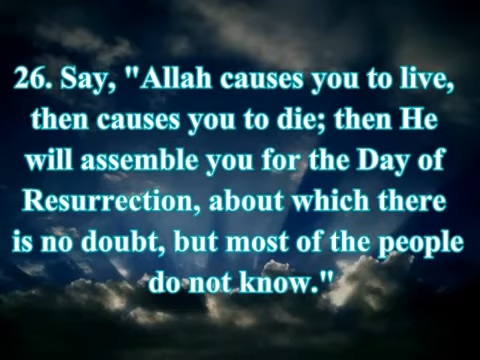 26. Say, "Allah causes you to live,
then causes you to die; then He
will assemble you for the Day of
Resurrection, about which there
is no doubt, but most of the people
do not know."